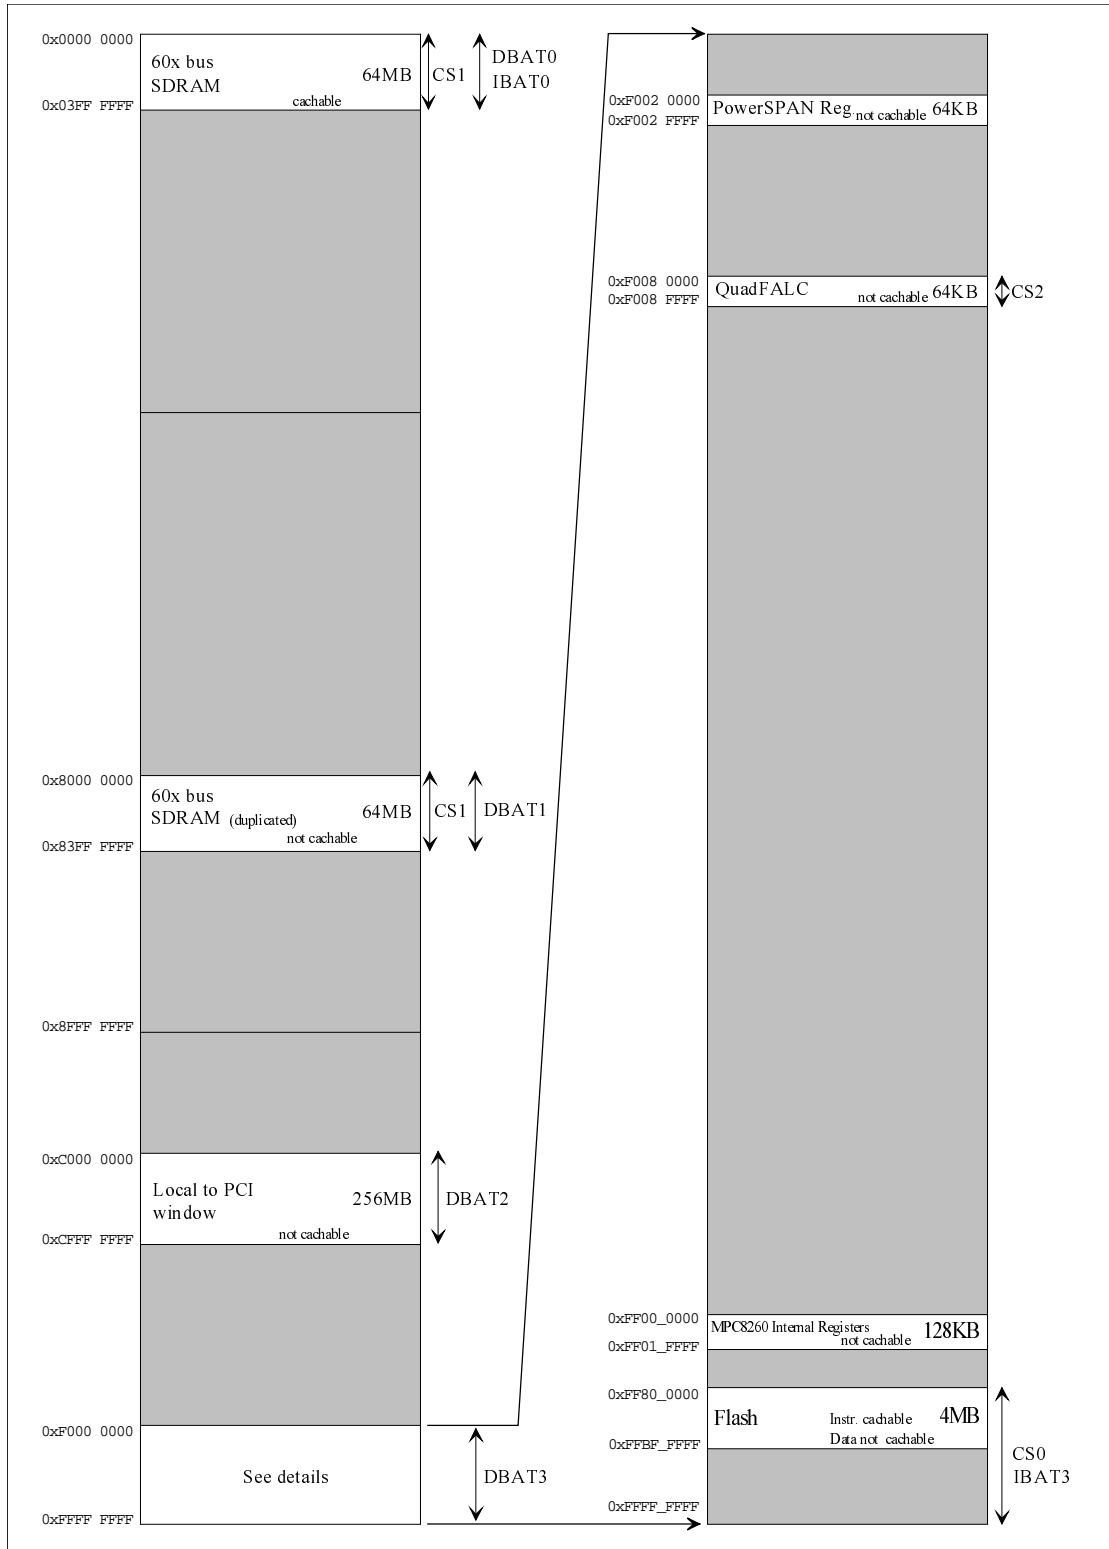 0x0000 0000
60x bus
SDRAM
64MB
cachable
0x03FF FFFF
CS1
DBAT0
IBAT0
0x8000 0000
60x bus
SDRAM (duplicated)
64MB
not cachable
0x83FF FFFF
CS1
DBAT1
0x8FFF FFFF
0xC000 0000
Local to PCI
window
256MB
not cachable
0xCFFF FFFF
DBAT2
0xF000 0000
See details
0xFFFF FFFF
DBAT3
0xF002 0000
PowerSPAN Reg. not cachable 64KB
0xF002 FFFF
0xF008 0000
QuadFALC not cachable 64KB
0xF008 FFFF
CS2
0xFF00_0000
MPC8260 Internal Registers
not cachable
128KB
0xFF01_FFFF
0xFF80_0000
Flash
Instr. cachable
Data not cachable
4MB
0xFFBF_FFFF
CS0
IBAT3
0xFFFF_FFFF